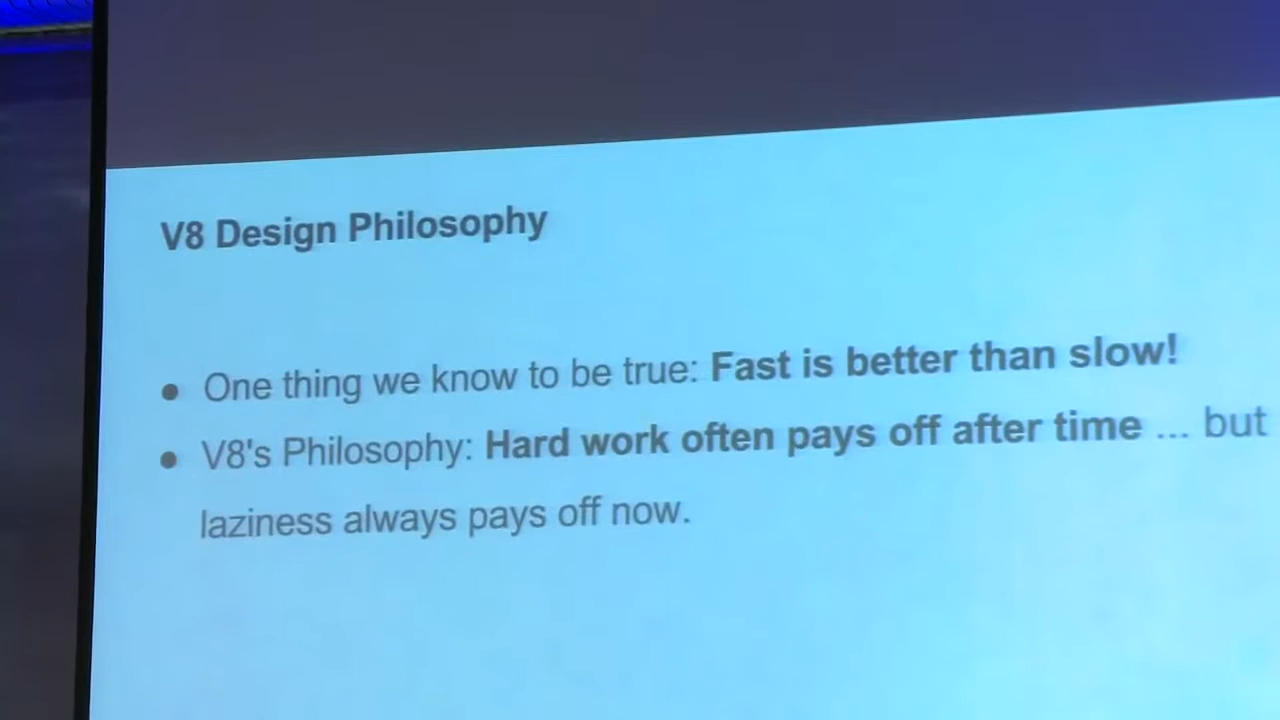 V8 Design Philosophy
● One thing we know to be true: Fast is better than slow!
● V8's Philosophy: Hard work often pays off after time ... but
laziness always pays off now.